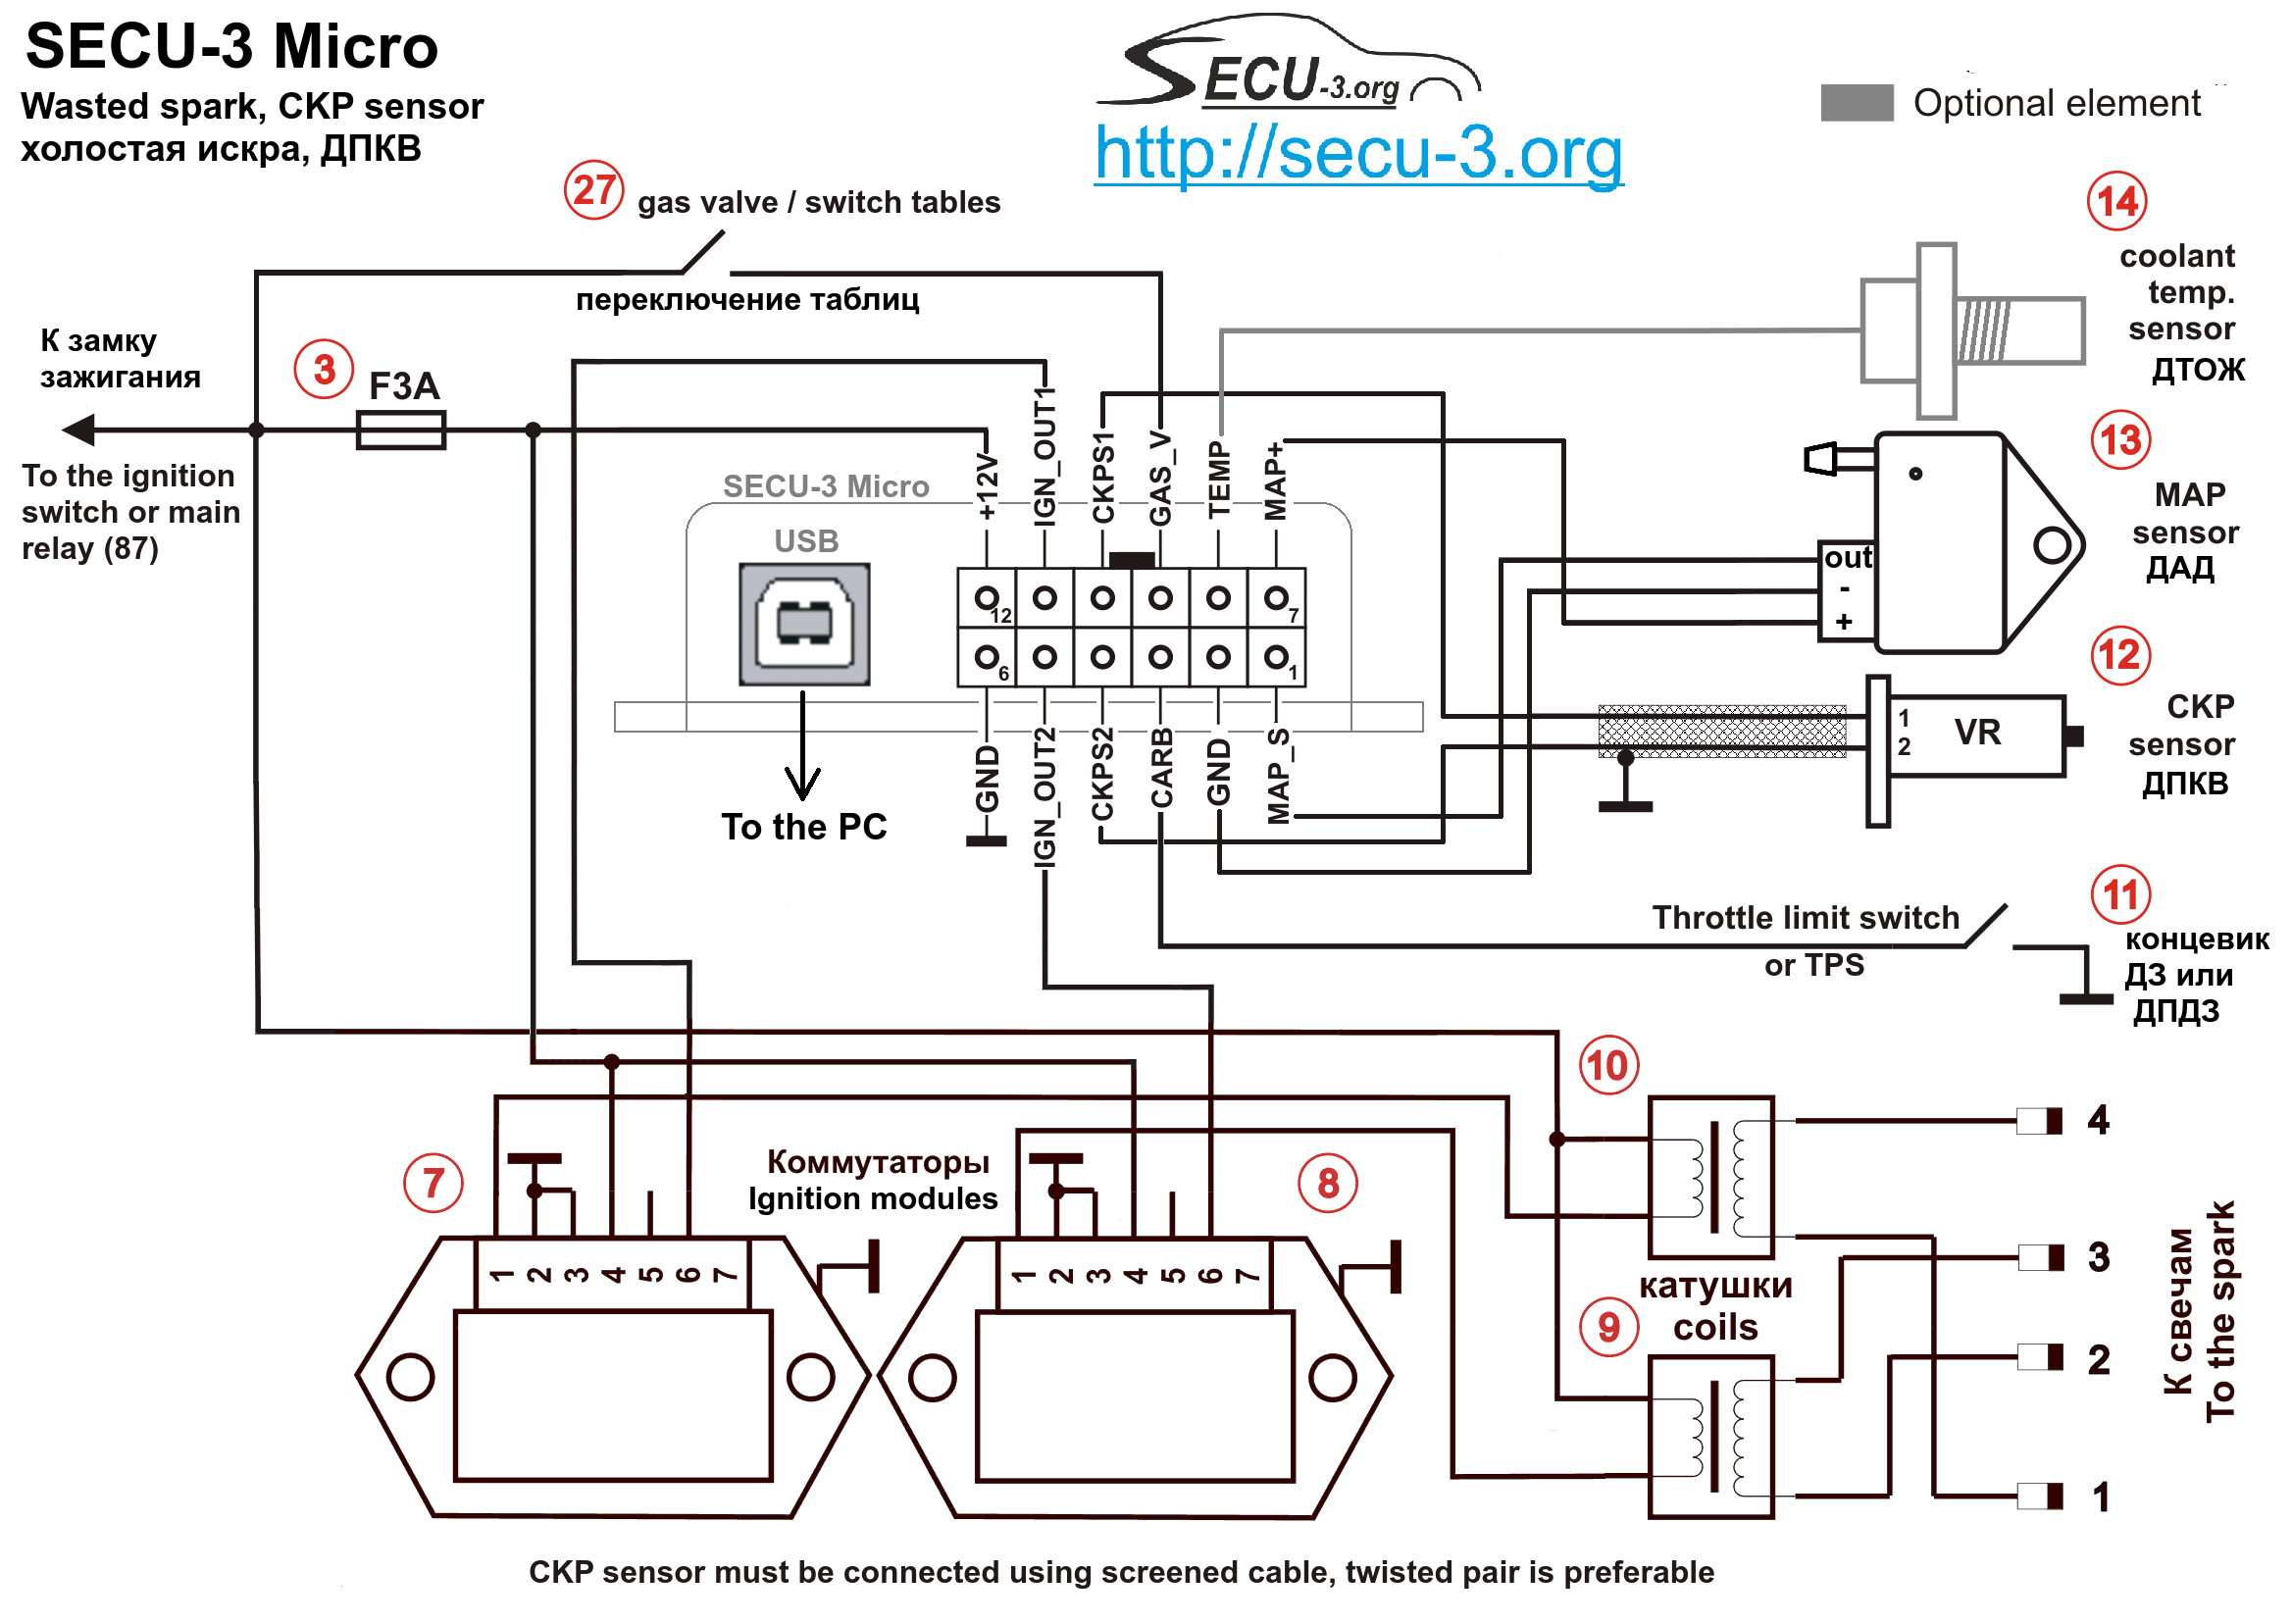 SECU-3 Micro
Wasted spark, CKP sensor
холостая искра, ДПКВ
SECU-3.org
http://secu-3.org
Optional element
27
gas valve / switch tables
переключение таблиц
14
coolant
temp.
sensor
ДТОЖ
К замку
зажигания
3
F3A
To the ignition
switch or main
relay (87)
SECU-3 Micro
USB
To the PC
+12V
IGN_OUT1
CKPS1
GAS_V
TEMP
MAP+
12
7
6
1
GND
IGN_OUT2
CKPS2
CARB
GND
MAP_S
13
MAP
sensor
ДАД
out
-
+
12
CKP
sensor
ДПКВ
1
2
VR
11
Throttle limit switch
or TPS
концевик
ДЗ или
ДПДЗ
10
4
3
2
1
К свечам
To the spark
катушки
coils
9
7
Коммутаторы
Ignition modules
8
1 2 3 4 5 6 7
1 2 3 4 5 6 7
CKP sensor must be connected using screened cable, twisted pair is preferable